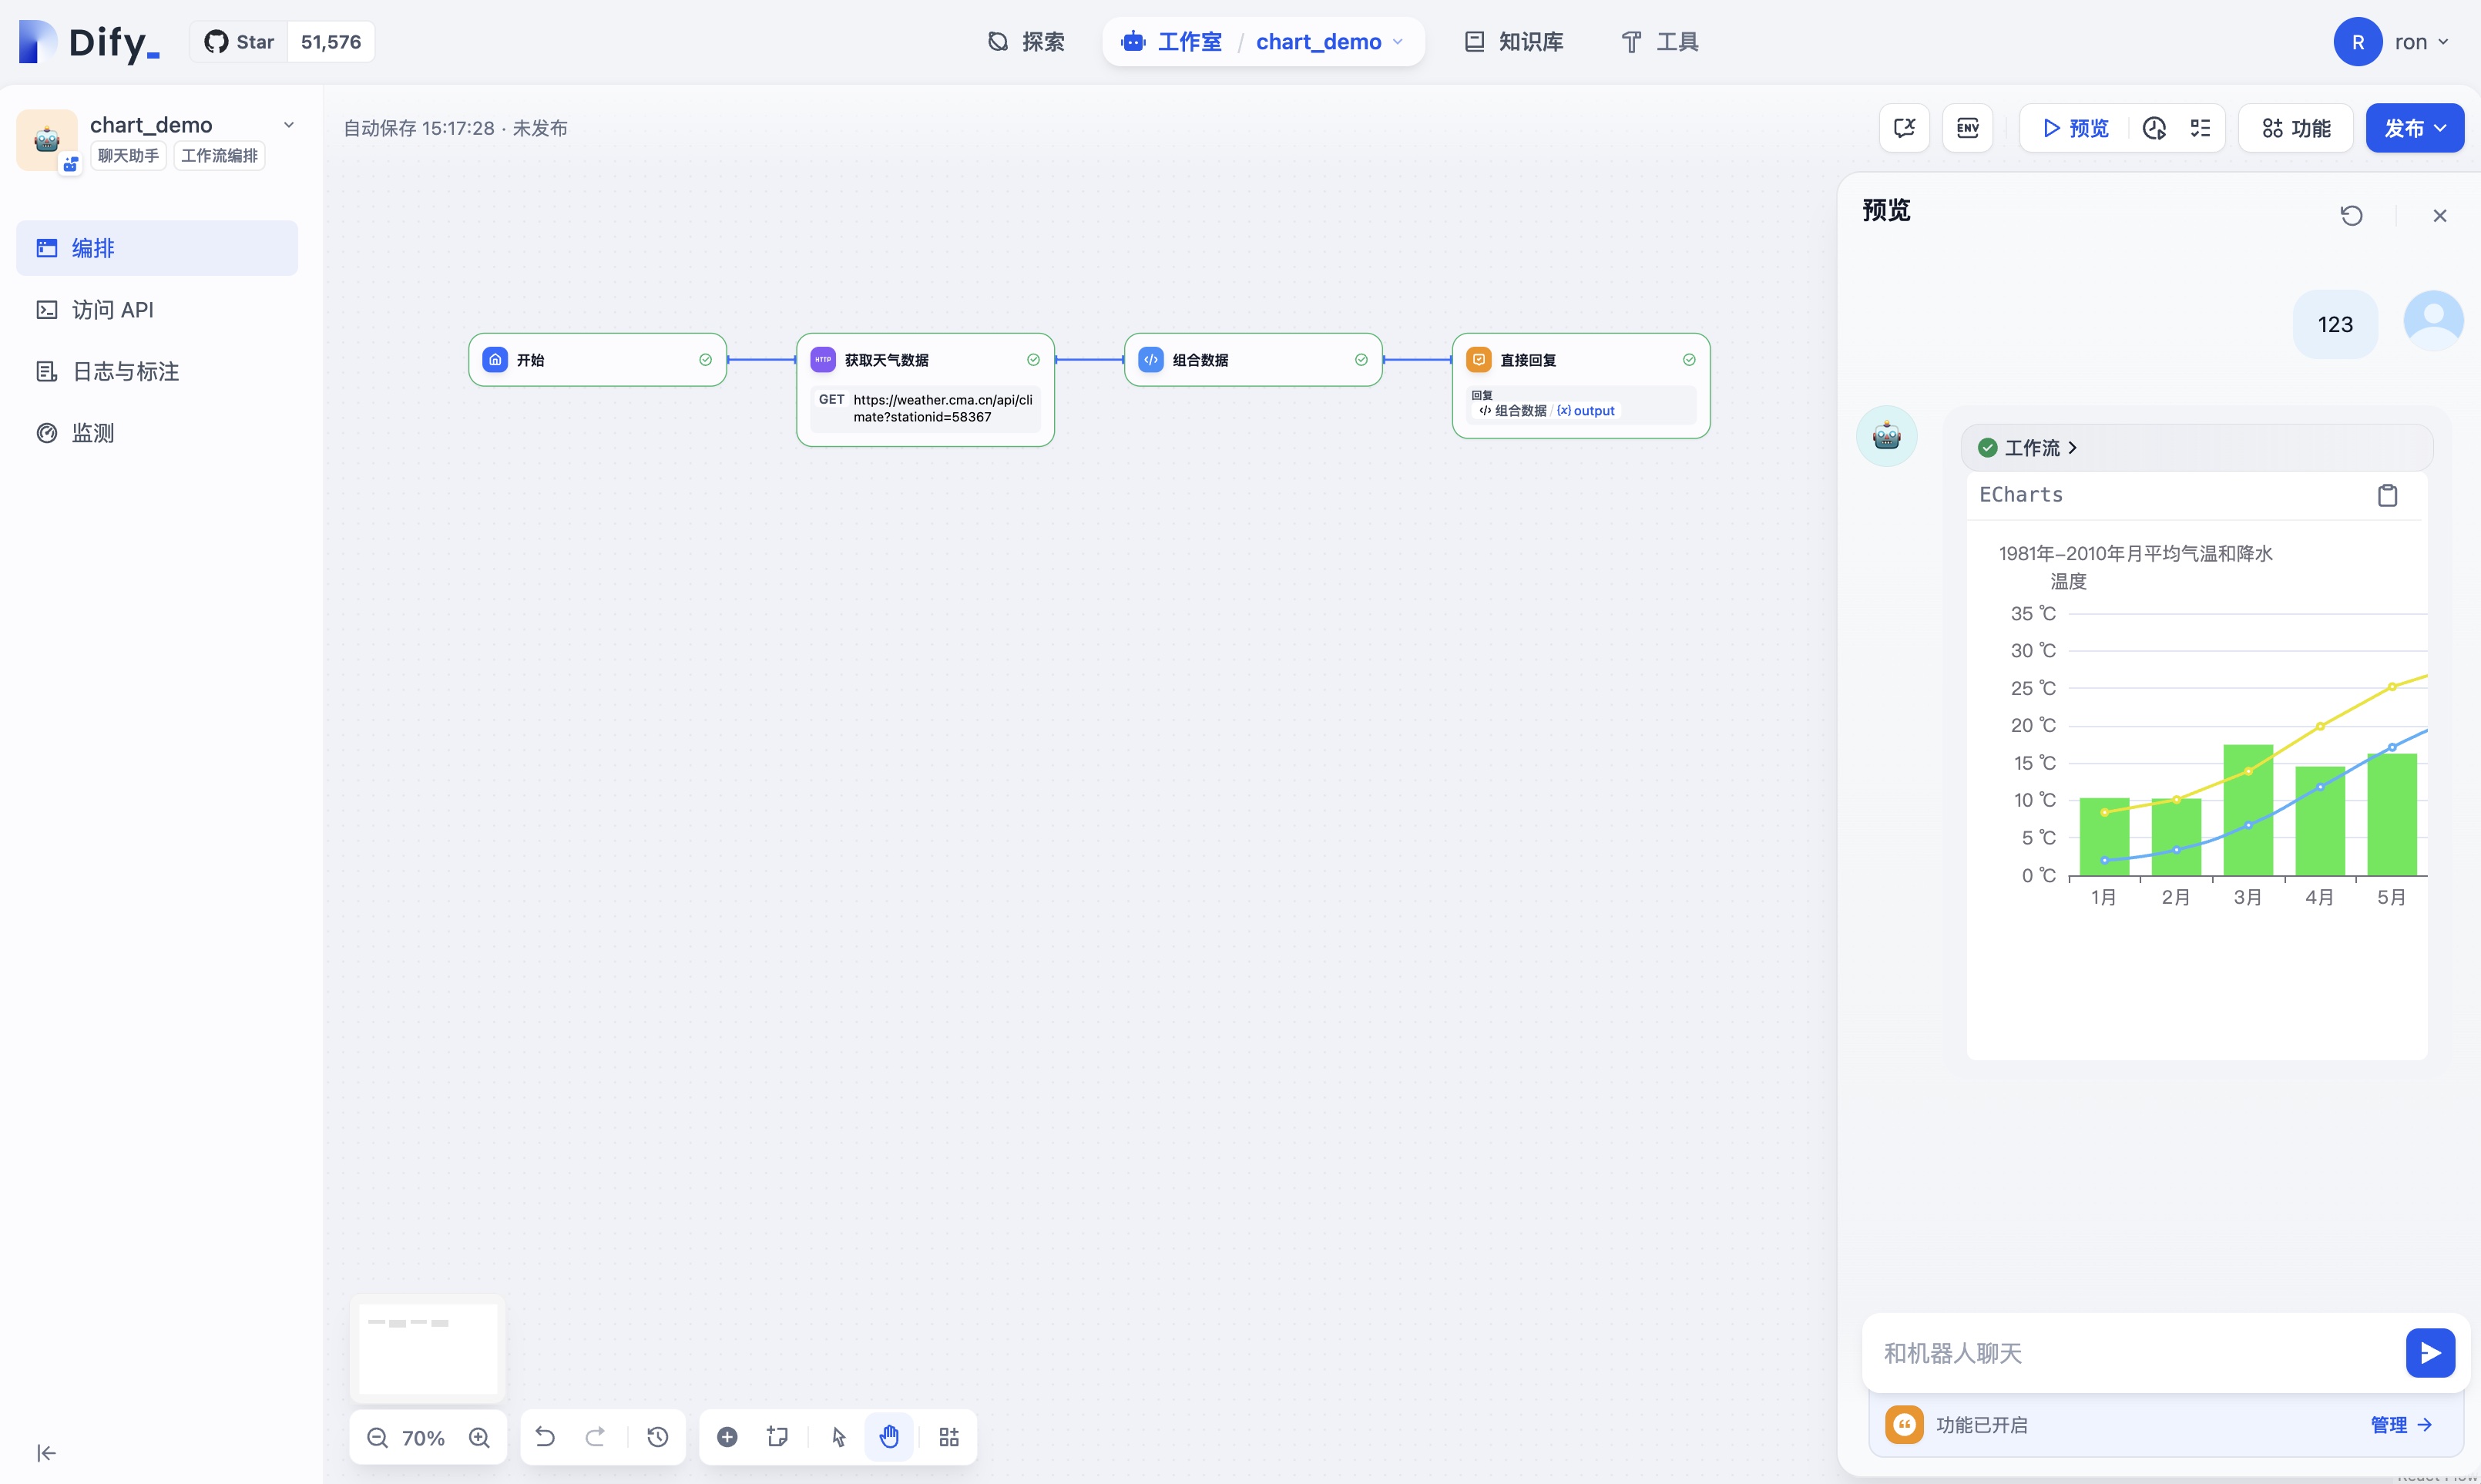 Dify_
Star 51,576
探索
工作室 / chart_demo
知识库
工具
R ron
chart_demo
聊天助手 工作流编排
编排
访问 API
日志与标注
监测
自动保存 15:17:28 · 未发布
ENV
预览
功能
发布
开始
HTTP 获取天气数据
GET https://weather.cma.cn/api/cli
mate?stationid=58367
组合数据
直接回复
回复
组合数据 / {x} output
预览
123
工作流
ECharts
1981年-2010年月平均气温和降水
温度
35 ℃
30 ℃
25 ℃
20 ℃
15 ℃
10 ℃
5 ℃
0 ℃
1月 2月 3月 4月 5月
和机器人聊天
功能已开启
管理
70%
React Flow